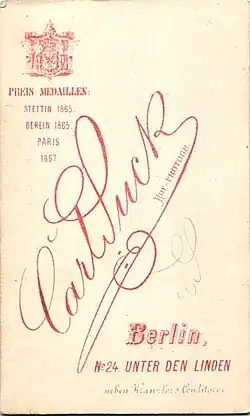 PREIS MEDAILLEN:
STETTIN 1865.
BERLIN 1865.
PARIS
1867
Carl Suck
HOF-PHOTOGR.
Berlin,
No 24. UNTER DEN LINDEN
neben Kranzler's Conditorei